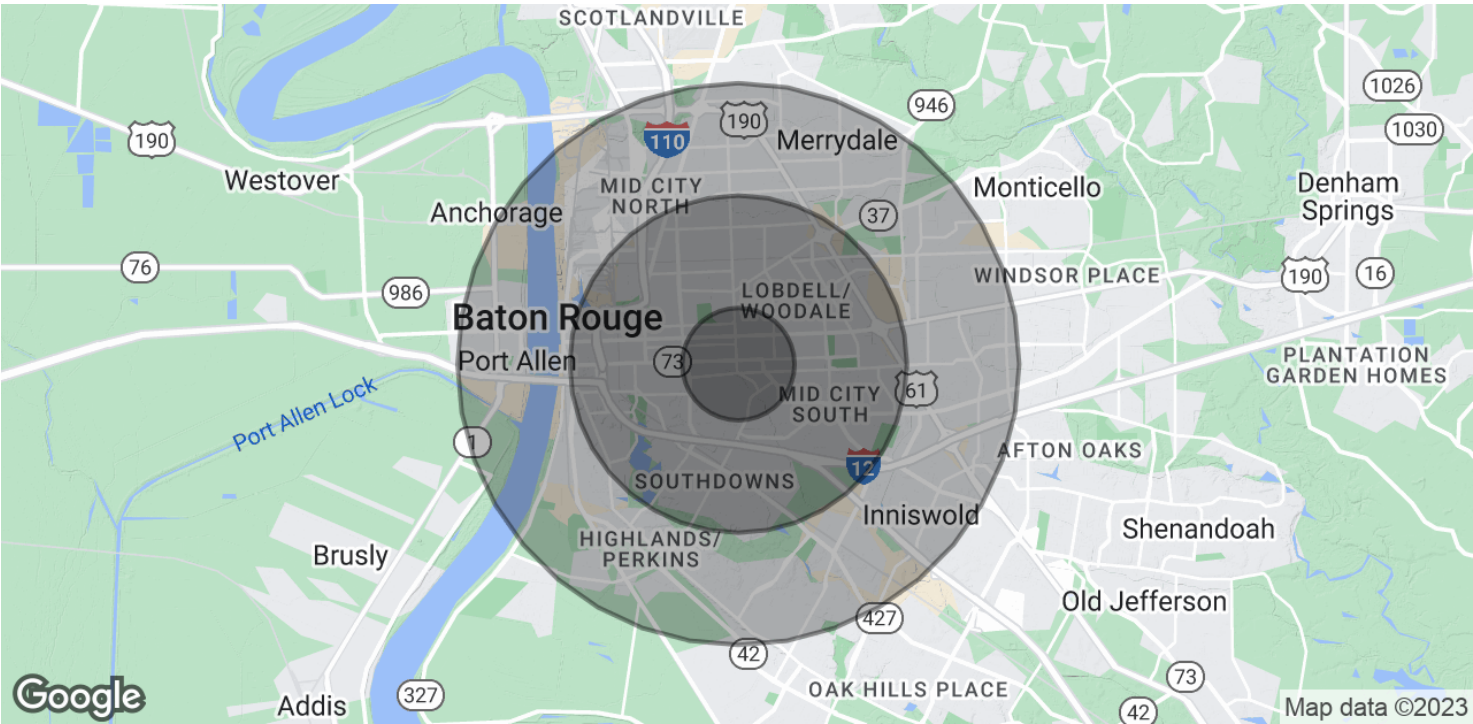 SCOTLANDVILLE
1026
946
190
1030
190
110
Merrydale
Westover
MID CITY
NORTH
Monticello
Denham
Springs
Anchorage
37
76
986
WINDSOR PLACE
190
16
LOBDELL/
WOODALE
Baton Rouge
Port Allen
73
PLANTATION
GARDEN HOMES
61
MID CITY
SOUTH
Port Allen Lock
1
AFTON OAKS
12
SOUTHDOWNS
Inniswold
Shenandoah
HIGHLANDS/
PERKINS
Brusly
Old Jefferson
427
42
73
327
OAK HILLS PLACE
Addis
42
Google
Map data ©2023